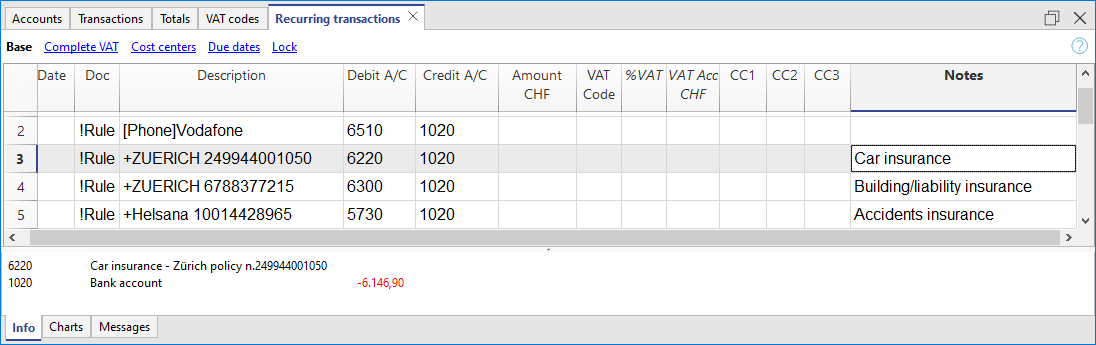 Accounts Transactions Totals VAT codes Recurring transactions
Base Complete VAT Cost centers Due dates Lock
Date Doc Description Debit A/C Credit A/C Amount CHF VAT Code %VAT VAT Acc CHF CC1 CC2 CC3 Notes
2 !Rule [Phone]Vodafone 6510 1020
3 !Rule +ZUERICH 249944001050 6220 1020 Car insurance
4 !Rule +ZUERICH 6788377215 6300 1020 Building/liability insurance
5 !Rule +Helsana 10014428965 5730 1020 Accidents insurance
6220 Car insurance - Zürich policy n.249944001050
1020 Bank account -6.146,90
Info Charts Messages